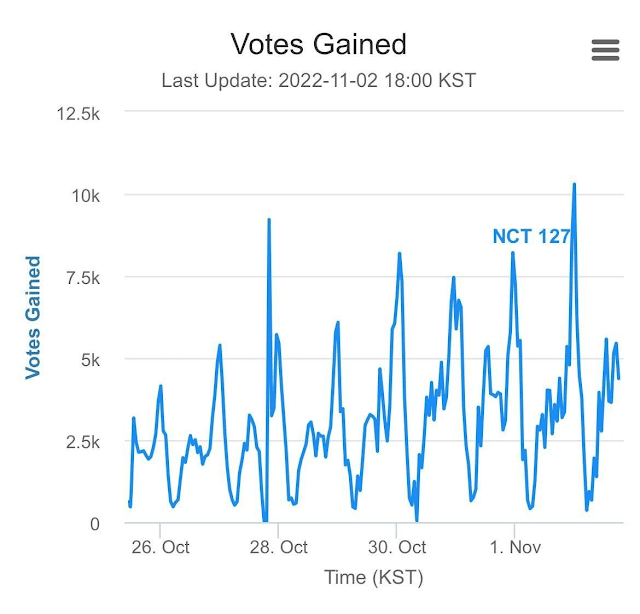 Votes Gained
Last Update: 2022-11-02 18:00 KST
12.5k
10k
7.5k
5k
2.5k
0
Votes Gained
NCT 127
26. Oct
28. Oct
30. Oct
1. Nov
Time (KST)